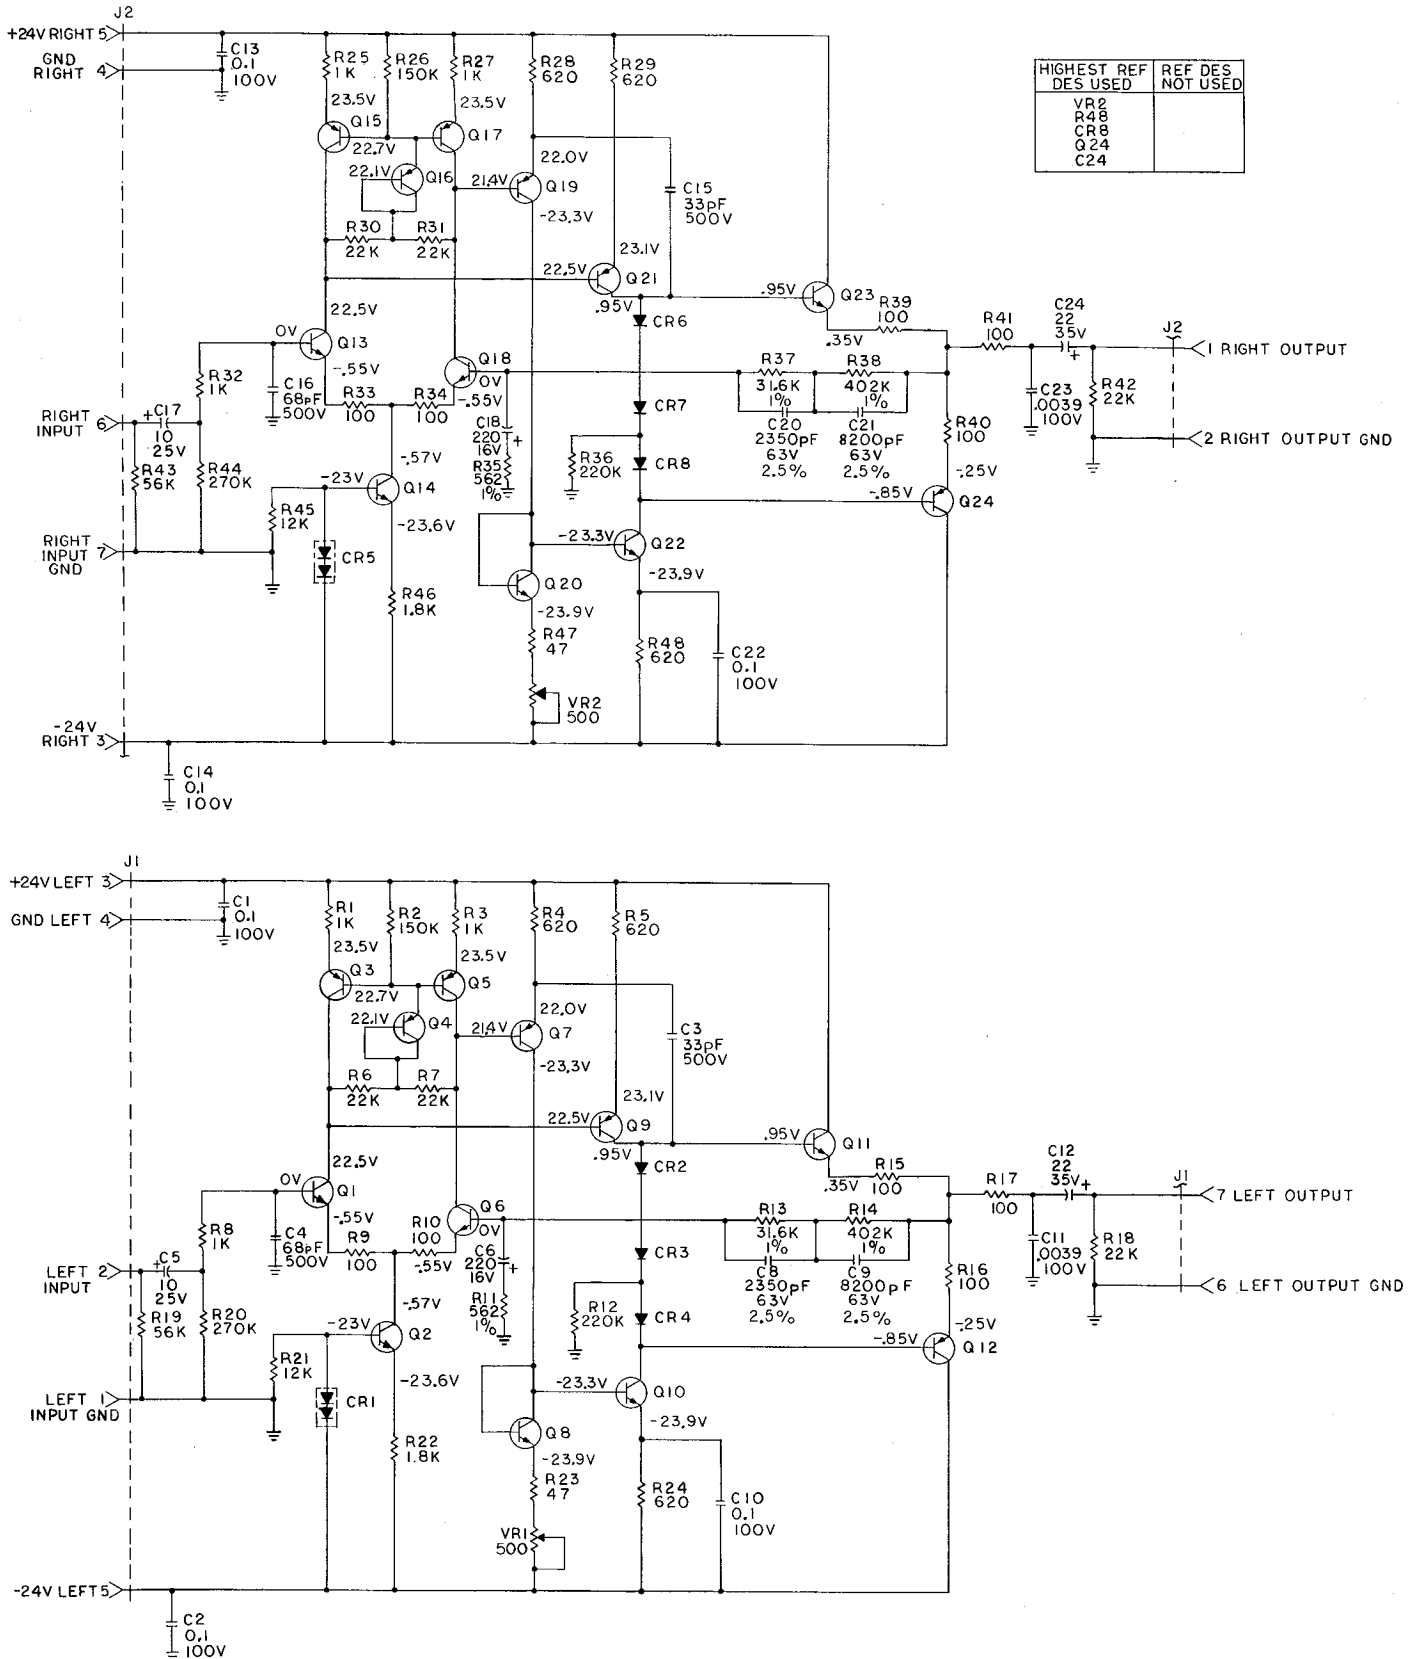 J2
+24V RIGHT 5
GND
RIGHT 4
C13
0.1
100V
R25
1K
R26
150K
R27
1K
R28
620
R29
620
HIGHEST REF
DES USED
REF DES
NOT USED
VR2
R48
CR8
Q24
C24
23.5V
23.5V
Q15
22.7V
Q17
22.1V
Q16
21.4V
22.0V
Q19
-23.3V
C15
33pF
500V
R30
22K
R31
22K
23.1V
22.5V
Q21
.95V
.95V
Q23
22.5V
0V
Q13
-.55V
CR6
.35V
R39
100
R41
100
C24
22
35V
+
J2
1 RIGHT OUTPUT
R32
1K
C16
68pF
500V
R33
100
R34
100
Q18
0V
-.55V
R37
31.6K
1%
R38
402K
1%
C23
.0039
100V
R42
22K
RIGHT 6
INPUT
+
C17
10
25V
C18
220
16V
+
CR7
C20
2350pF
63V
2.5%
C21
8200pF
63V
2.5%
R40
100
2 RIGHT OUTPUT GND
R43
56K
R44
270K
-.57V
-23V
Q14
R35
562
1%
R36
220K
CR8
-.25V
-.85V
Q24
R45
12K
-23.6V
RIGHT
INPUT 7
GND
CR5
-23.3V
Q22
-23.9V
Q20
-23.9V
R46
1.8K
R47
47
R48
620
C22
0.1
100V
VR2
500
-24V
RIGHT 3
C14
0.1
100V
J1
+24V LEFT 3
GND LEFT 4
C1
0.1
100V
R1
1K
R2
150K
R3
1K
R4
620
R5
620
23.5V
23.5V
Q3
22.7V
Q5
22.1V
Q4
21.4V
22.0V
Q7
-23.3V
C3
33pF
500V
R6
22K
R7
22K
23.1V
22.5V
Q9
.95V
.95V
Q11
22.5V
0V
Q1
-.55V
CR2
.35V
R15
100
R17
100
C12
22
35V
+
J1
7 LEFT OUTPUT
R8
1K
C4
68pF
500V
R9
100
R10
100
-.55V
Q6
0V
R13
31.6K
1%
R14
402K
1%
C11
.0039
100V
R18
22K
LEFT 2
INPUT
+
C5
10
25V
C6
220
16V
+
CR3
C8
2350pF
63V
2.5%
C9
8200pF
63V
2.5%
R16
100
6 LEFT OUTPUT GND
R19
56K
R20
270K
-.57V
-23V
Q2
R11
562
1%
R12
220K
CR4
-.25V
-.85V
Q12
R21
12K
-23.6V
LEFT 1
INPUT GND
CR1
-23.3V
Q10
-23.9V
Q8
-23.9V
R22
1.8K
R23
47
R24
620
C10
0.1
100V
VR1
500
-24V LEFT 5
C2
0.1
100V